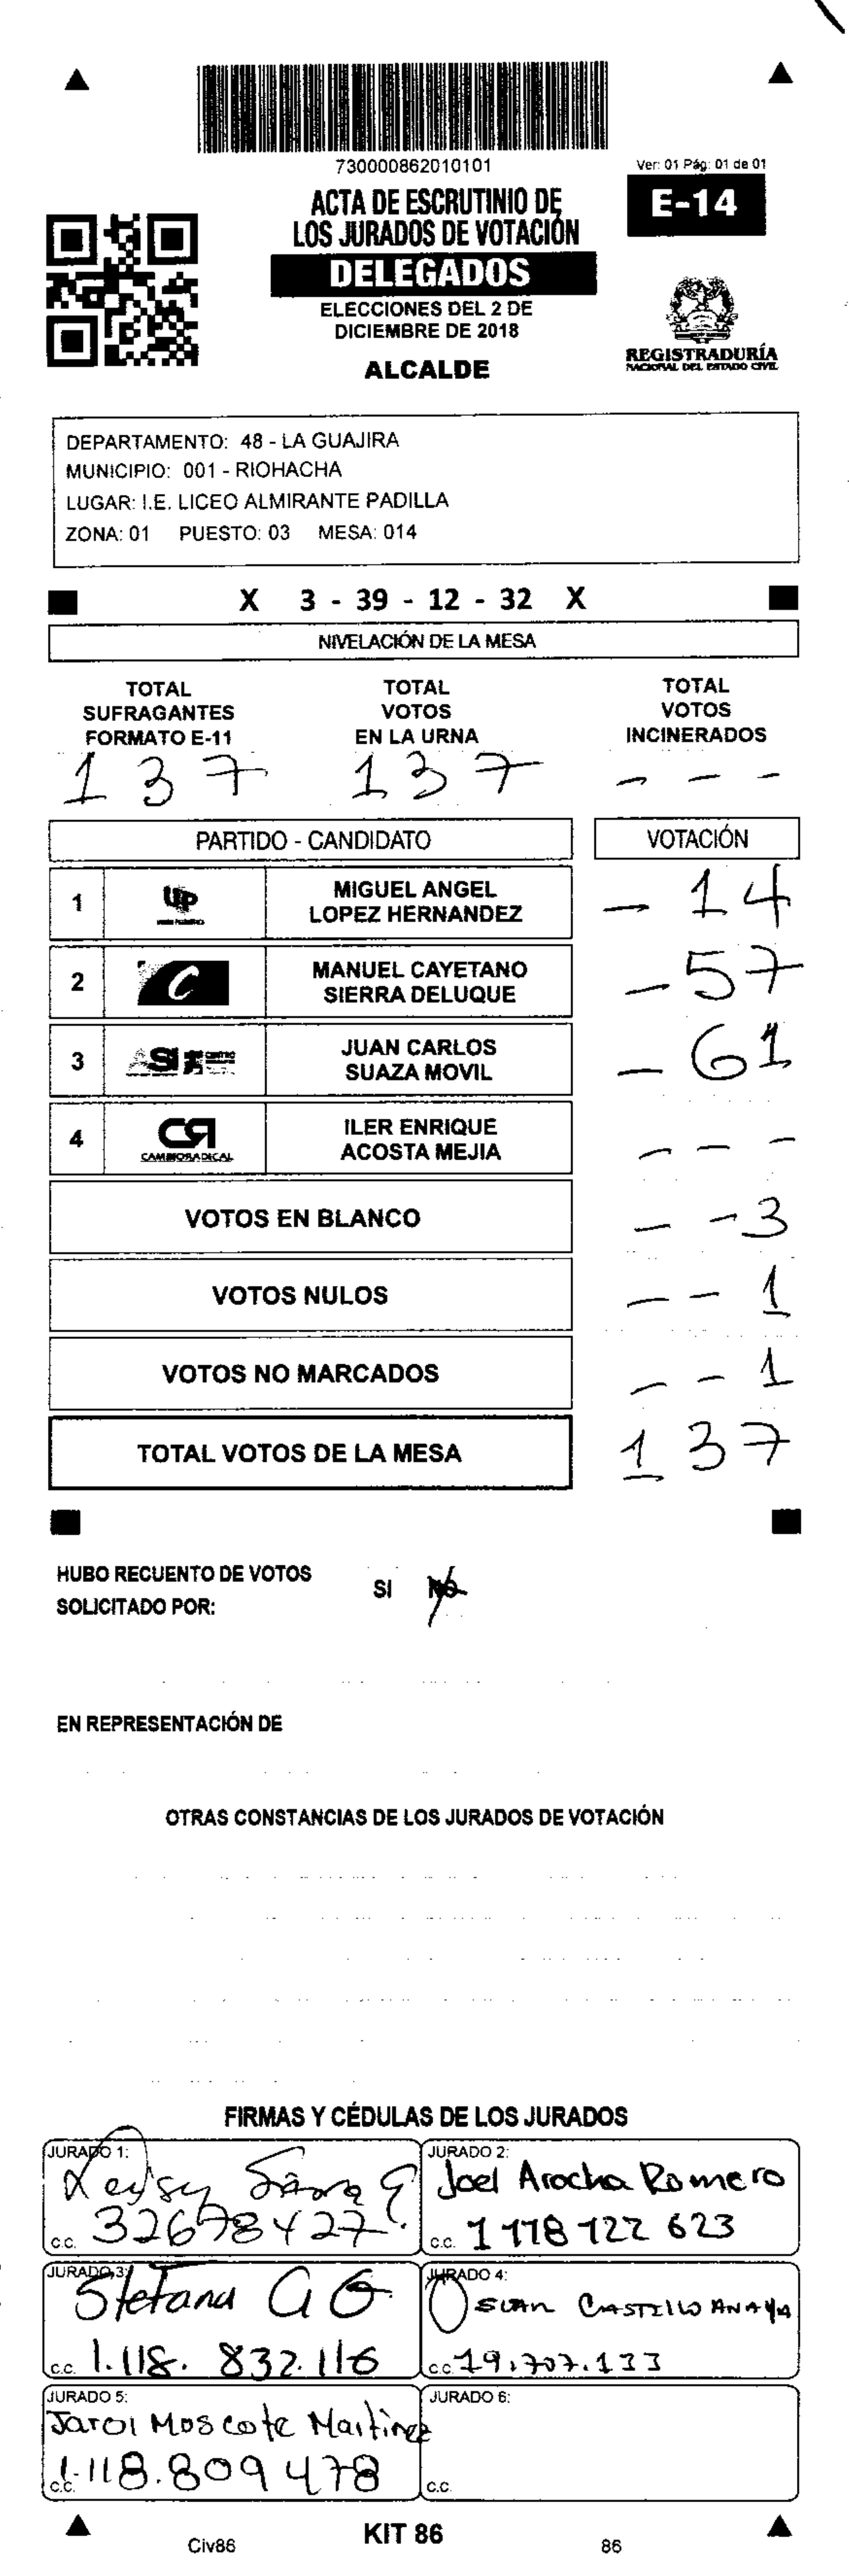 730000862010101
Ver: 01 Pág: 01 de 01
ACTA DE ESCRUTINIO DE
LOS JURADOS DE VOTACIÓN
E-14
DELEGADOS
ELECCIONES DEL 2 DE
DICIEMBRE DE 2018
ALCALDE
REGISTRADURÍA
NACIONAL DEL ESTADO CIVIL
DEPARTAMENTO: 48 - LA GUAJIRA
MUNICIPIO: 001 - RIOHACHA
LUGAR: I.E. LICEO ALMIRANTE PADILLA
ZONA: 01 PUESTO: 03 MESA: 014
X 3 - 39 - 12 - 32 X
NIVELACIÓN DE LA MESA
TOTAL SUFRAGANTES FORMATO E-11
TOTAL VOTOS EN LA URNA
TOTAL VOTOS INCINERADOS
137 137 - - -
PARTIDO - CANDIDATO VOTACIÓN
1 UP MIGUEL ANGEL LOPEZ HERNANDEZ - 14
2 C MANUEL CAYETANO SIERRA DELUQUE - 57
3 ASI JUAN CARLOS SUAZA MOVIL - 61
4 CR CAMBIO RADICAL ILER ENRIQUE ACOSTA MEJIA - - -
VOTOS EN BLANCO - - 3
VOTOS NULOS - - 1
VOTOS NO MARCADOS - - 1
TOTAL VOTOS DE LA MESA 137
HUBO RECUENTO DE VOTOS SI NO
SOLICITADO POR:
EN REPRESENTACIÓN DE
OTRAS CONSTANCIAS DE LOS JURADOS DE VOTACIÓN
FIRMAS Y CÉDULAS DE LOS JURADOS
JURADO 1:
c.c. 32678427
JURADO 2:
Joel Arocha Romero
c.c. 1118122623
JURADO 3:
Stefana G G
c.c. 1.118.832.116
JURADO 4:
CASTILLO ANAYA
c.c. 19.707.133
JURADO 5:
Jaroi Moscote Martinez
c.c. 1.118.809478
JURADO 6:
c.c.
Civ86 KIT 86 86